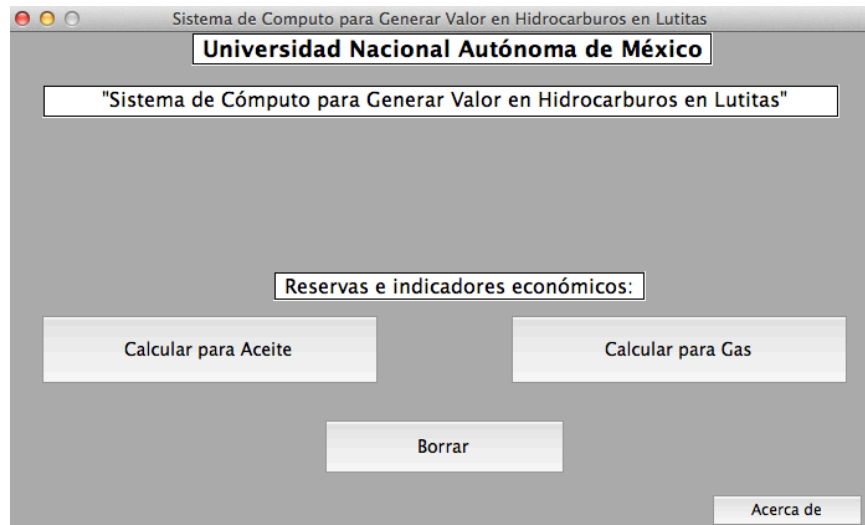 Sistema de Computo para Generar Valor en Hidrocarburos en Lutitas
Universidad Nacional Autónoma de México
"Sistema de Cómputo para Generar Valor en Hidrocarburos en Lutitas"
Reservas e indicadores económicos:
Calcular para Aceite
Calcular para Gas
Borrar
Acerca de